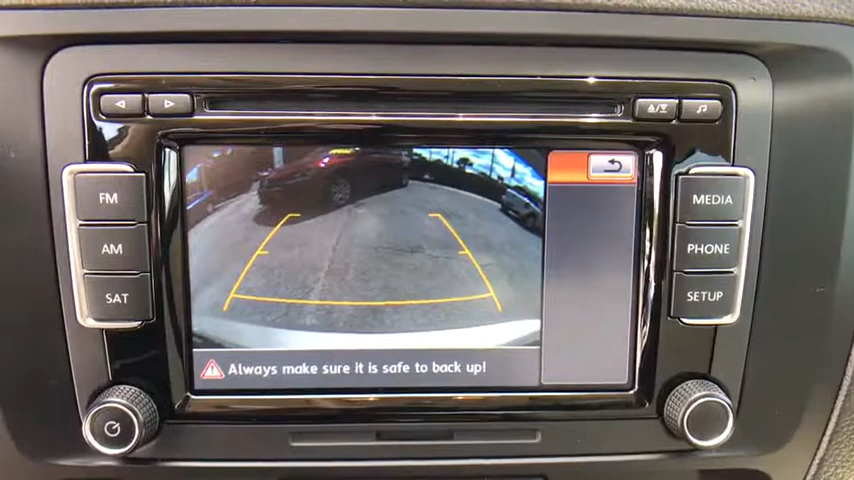 FM
AM
SAT
MEDIA
PHONE
SETUP
Always make sure it is safe to back up!